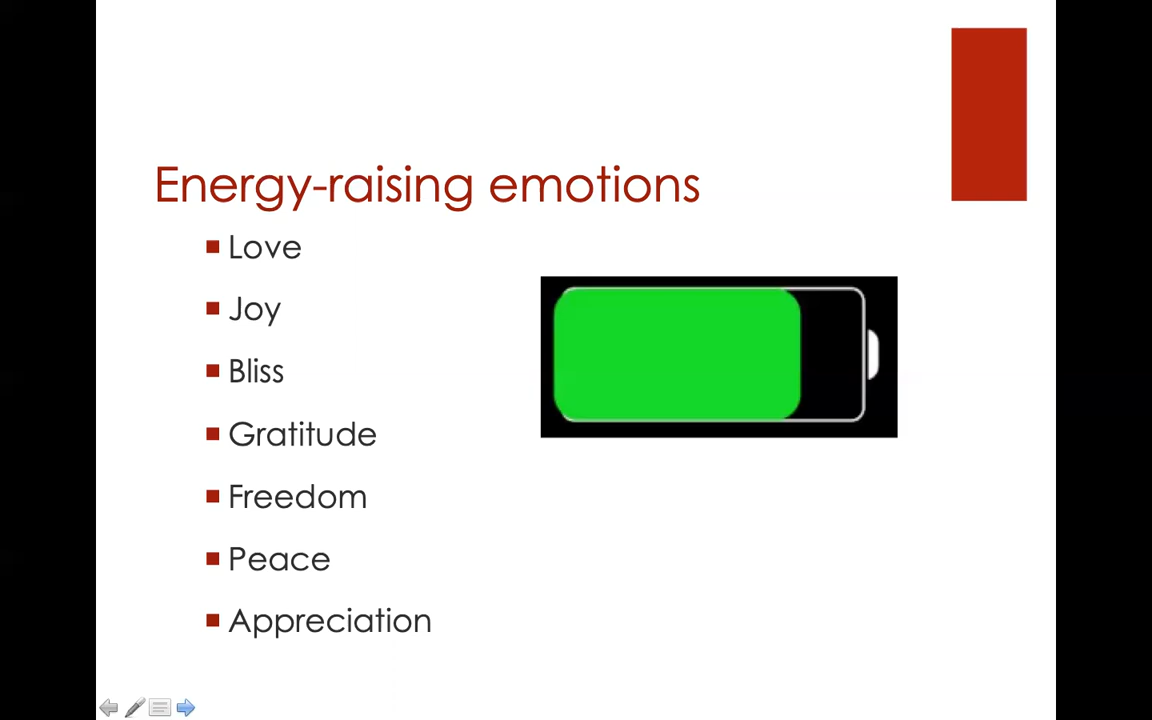 Energy-raising emotions
Love
Joy
Bliss
Gratitude
Freedom
Peace
Appreciation